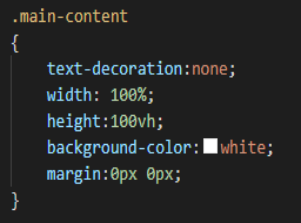 .main-content
{
text-decoration:none;
width: 100%;
height:100vh;
background-color:white;
margin:0px 0px;
}